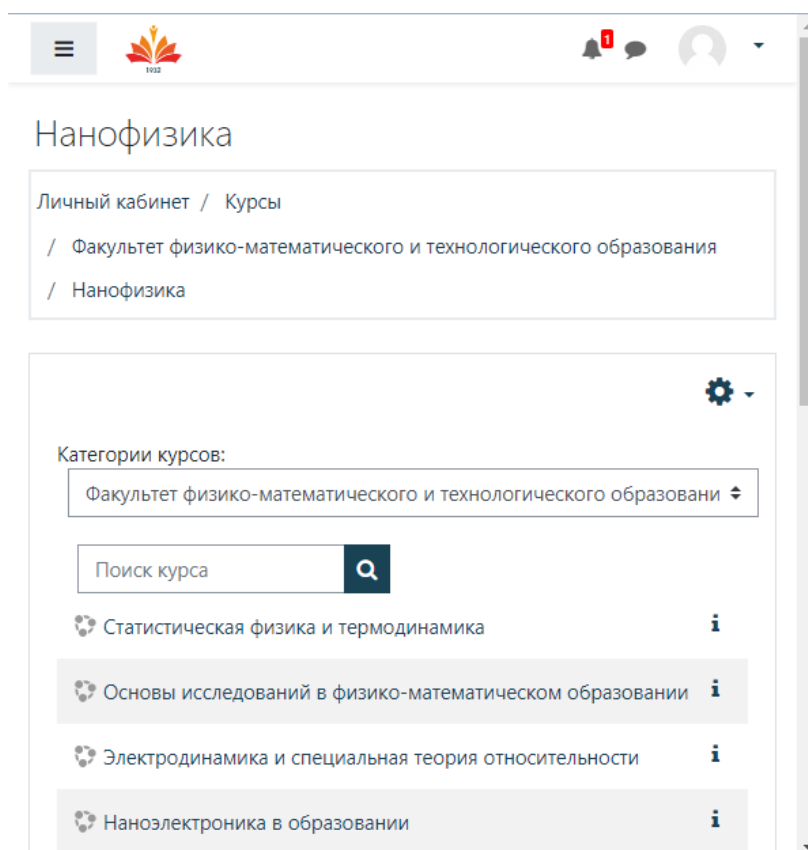 1
1932
Нанофизика
Личный кабинет / Курсы
/ Факультет физико-математического и технологического образования
/ Нанофизика
Категории курсов:
Факультет физико-математического и технологического образовани
Поиск курса
Статистическая физика и термодинамика
Основы исследований в физико-математическом образовании
Электродинамика и специальная теория относительности
Наноэлектроника в образовании